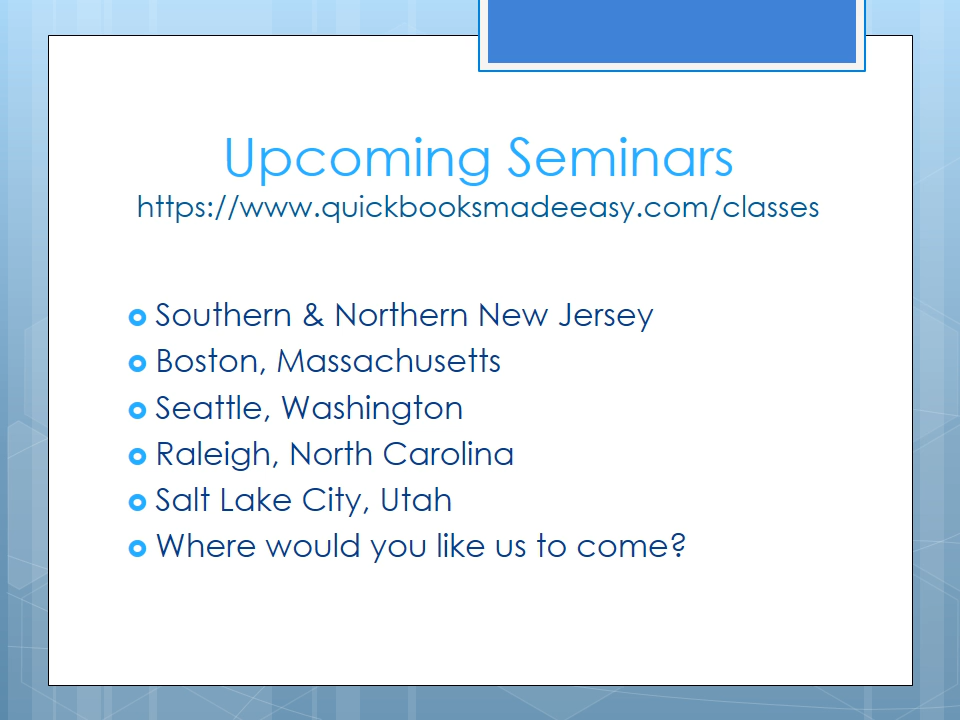 Upcoming Seminars
https://www.quickbooksmadeeasy.com/classes
Southern & Northern New Jersey
Boston, Massachusetts
Seattle, Washington
Raleigh, North Carolina
Salt Lake City, Utah
Where would you like us to come?